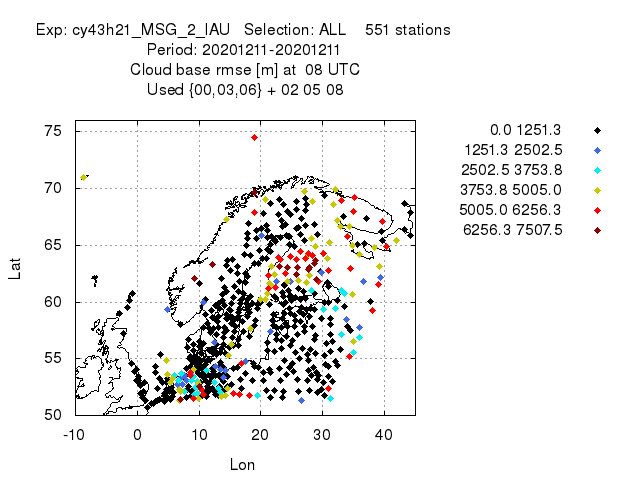 Exp: cy43h21_MSG_2_IAU   Selection: ALL    551 stations
Period: 20201211-20201211
Cloud base rmse [m] at  08 UTC
Used {00,03,06} + 02 05 08
0.0 1251.3
1251.3 2502.5
2502.5 3753.8
3753.8 5005.0
5005.0 6256.3
6256.3 7507.5
75
70
65
60
55
50
Lat
-10 0 10 20 30 40
Lon